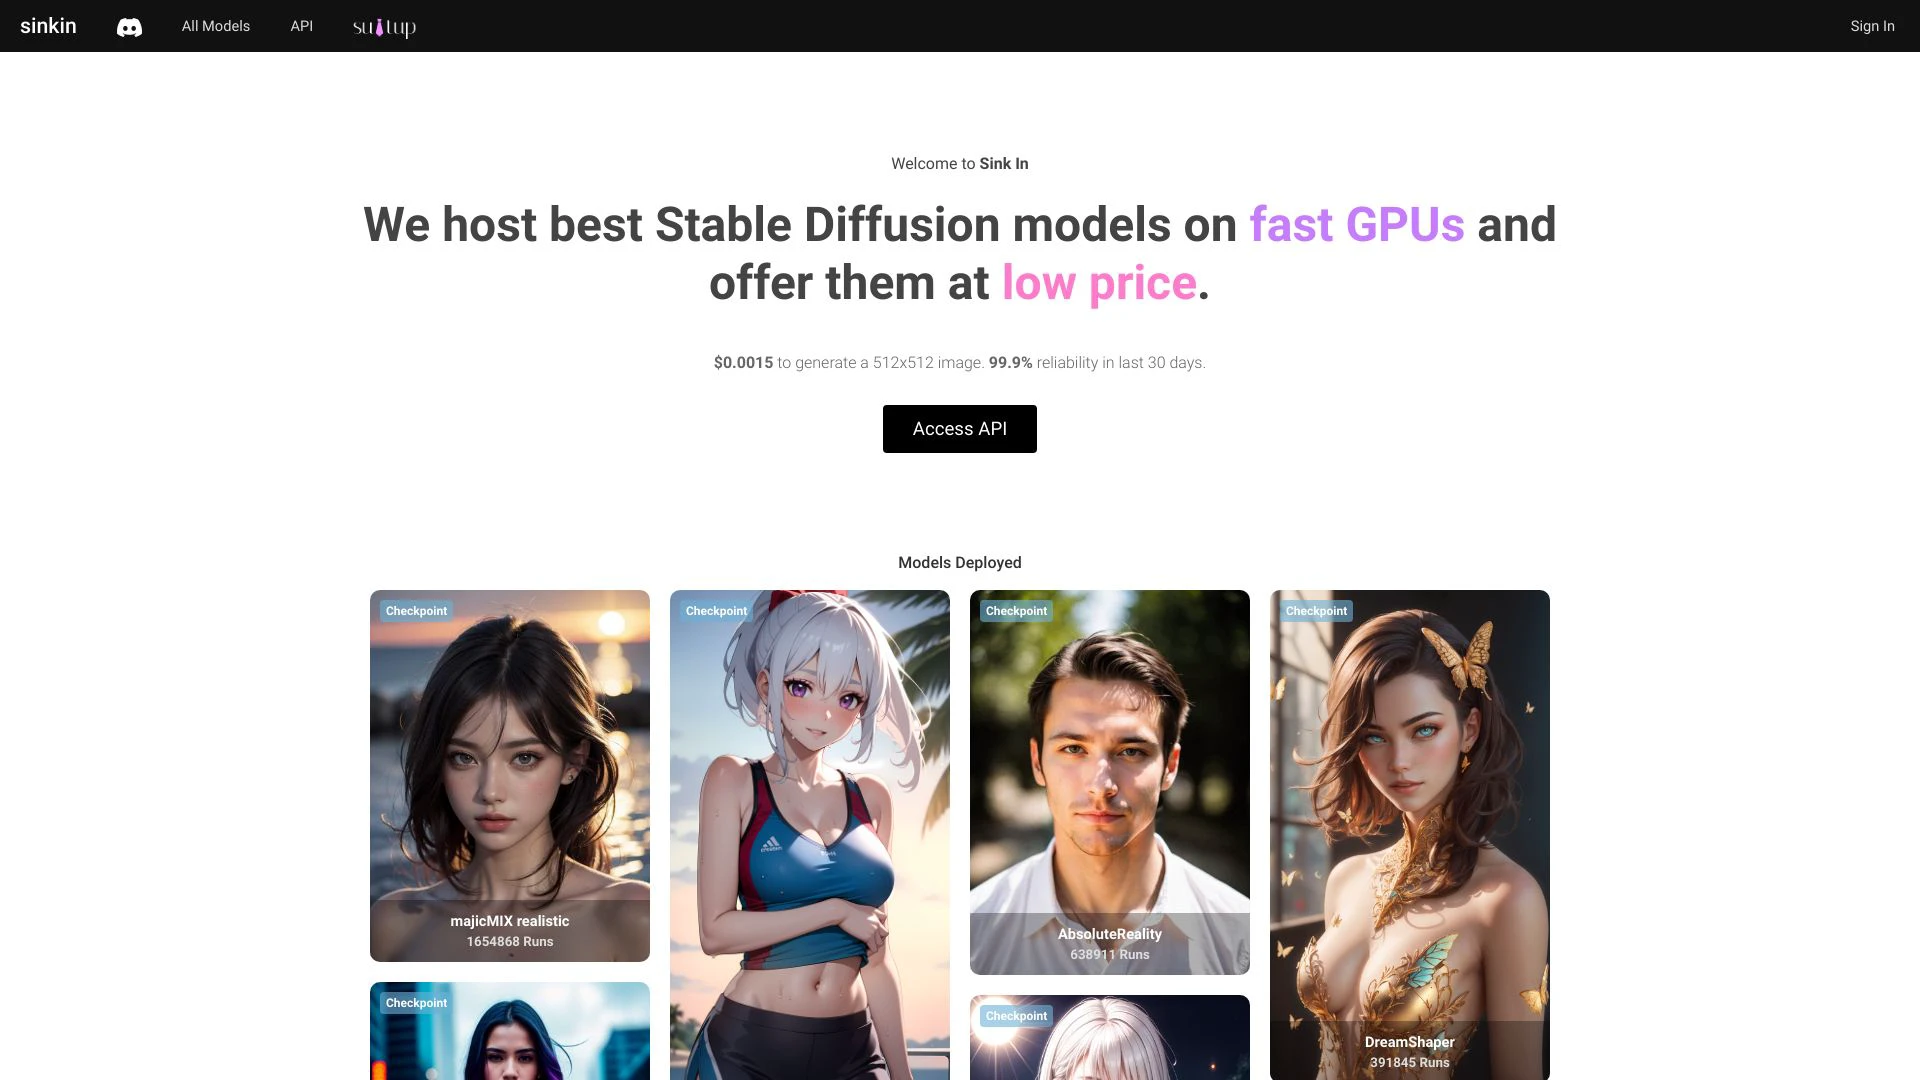 sinkin
All Models
API
suitup
Sign In
Welcome to Sink In
We host best Stable Diffusion models on fast GPUs and
offer them at low price.
$0.0015 to generate a 512x512 image. 99.9% reliability in last 30 days.
Access API
Models Deployed
Checkpoint
Checkpoint
Checkpoint
Checkpoint
majicMIX realistic
1654868 Runs
AbsoluteReality
638911 Runs
Checkpoint
Checkpoint
DreamShaper
391845 Runs